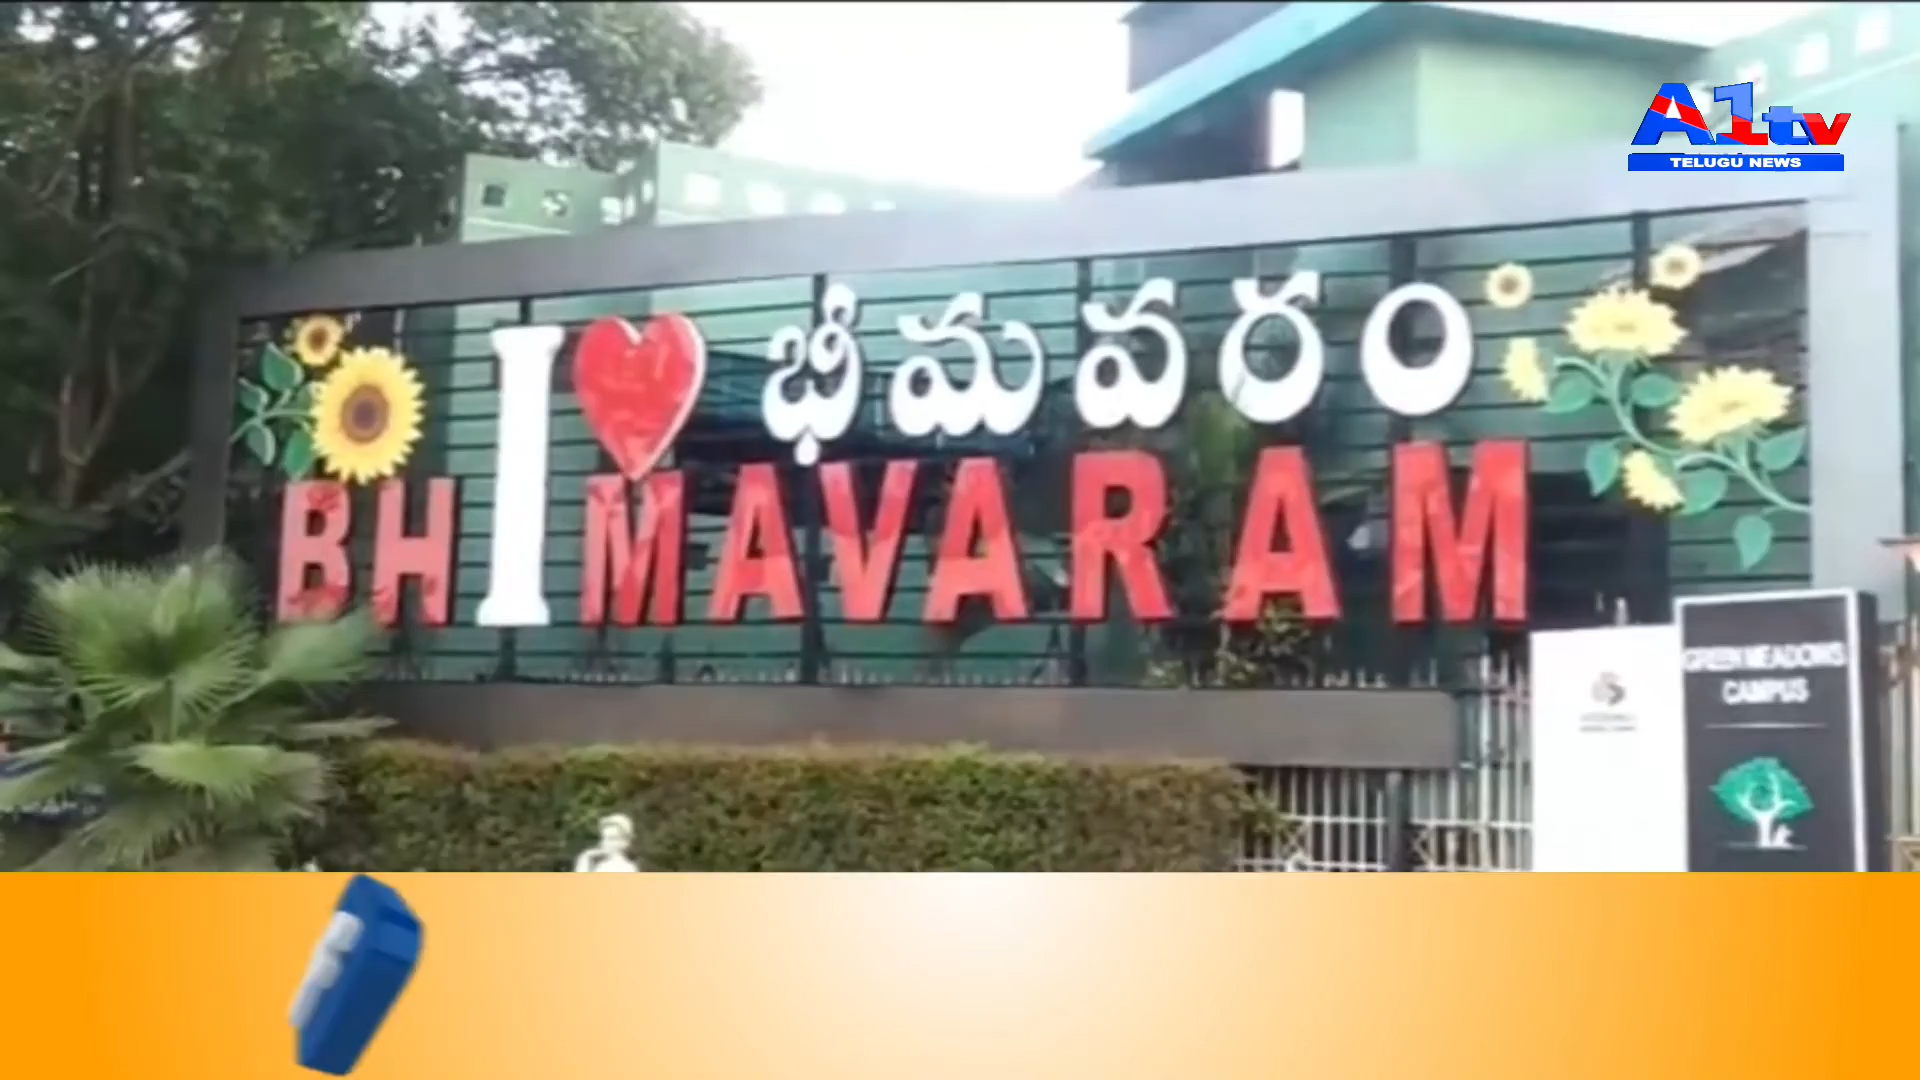 A1tv
TELUGU NEWS
I భీమవరం
BHIMAVARAM
GREEN MEADOWS
CAMPUS